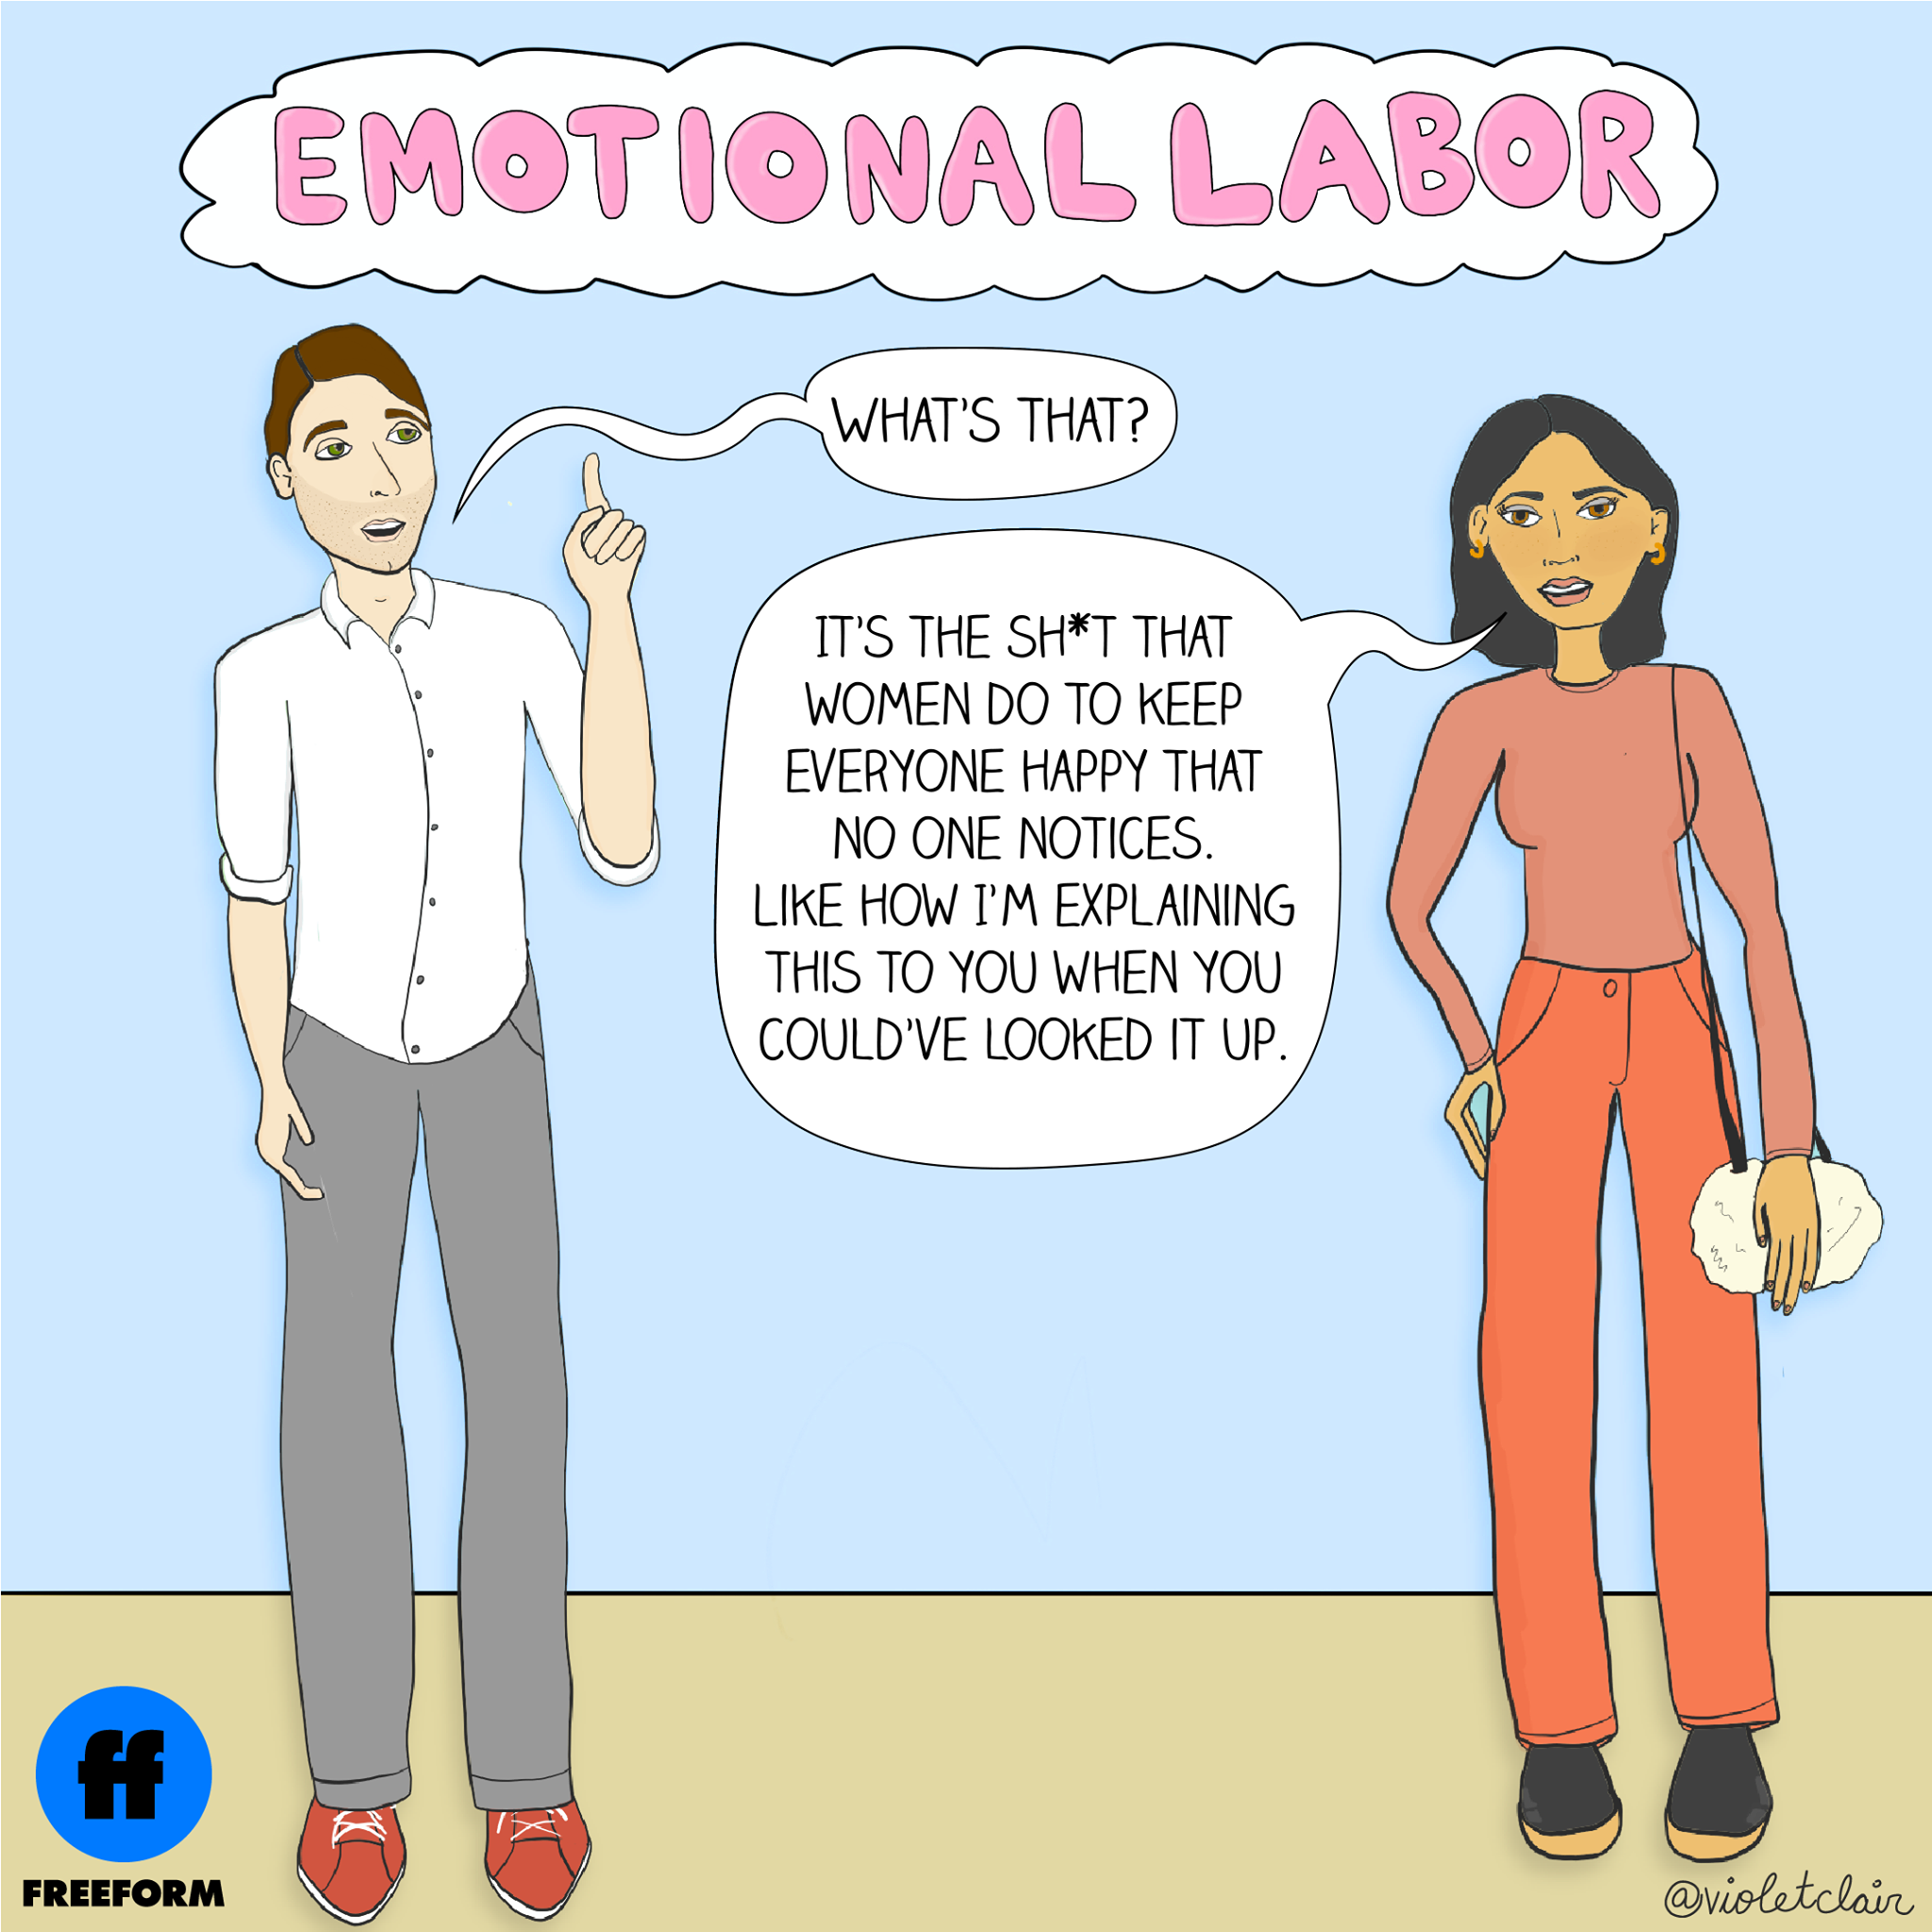 EMOTIONAL LABOR
WHAT'S THAT?
IT'S THE SH*T THAT
WOMEN DO TO KEEP
EVERYONE HAPPY THAT
NO ONE NOTICES.
LIKE HOW I'M EXPLAINING
THIS TO YOU WHEN YOU
COULD'VE LOOKED IT UP.
ff
FREEFORM
@violetclair